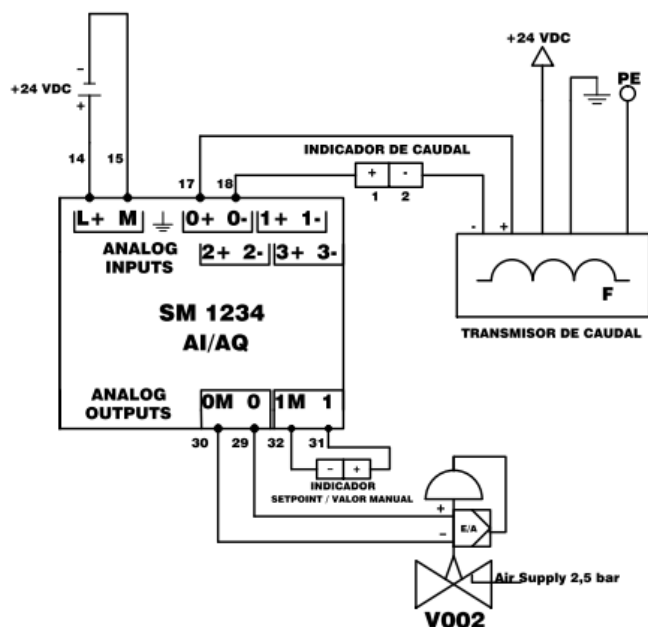 +24 VDC
-
+
14
15
17
18
INDICADOR DE CAUDAL
+ -
1 2
+24 VDC
PE
- +
F
TRANSMISOR DE CAUDAL
L+ M 0+ 0- 1+ 1-
ANALOG
INPUTS
2+ 2- 3+ 3-
SM 1234
AI/AQ
ANALOG
OUTPUTS
0M 0 1M 1
30 29 32 31
- +
INDICADOR
SETPOINT / VALOR MANUAL
+
-
E/A
Air Supply 2,5 bar
V002